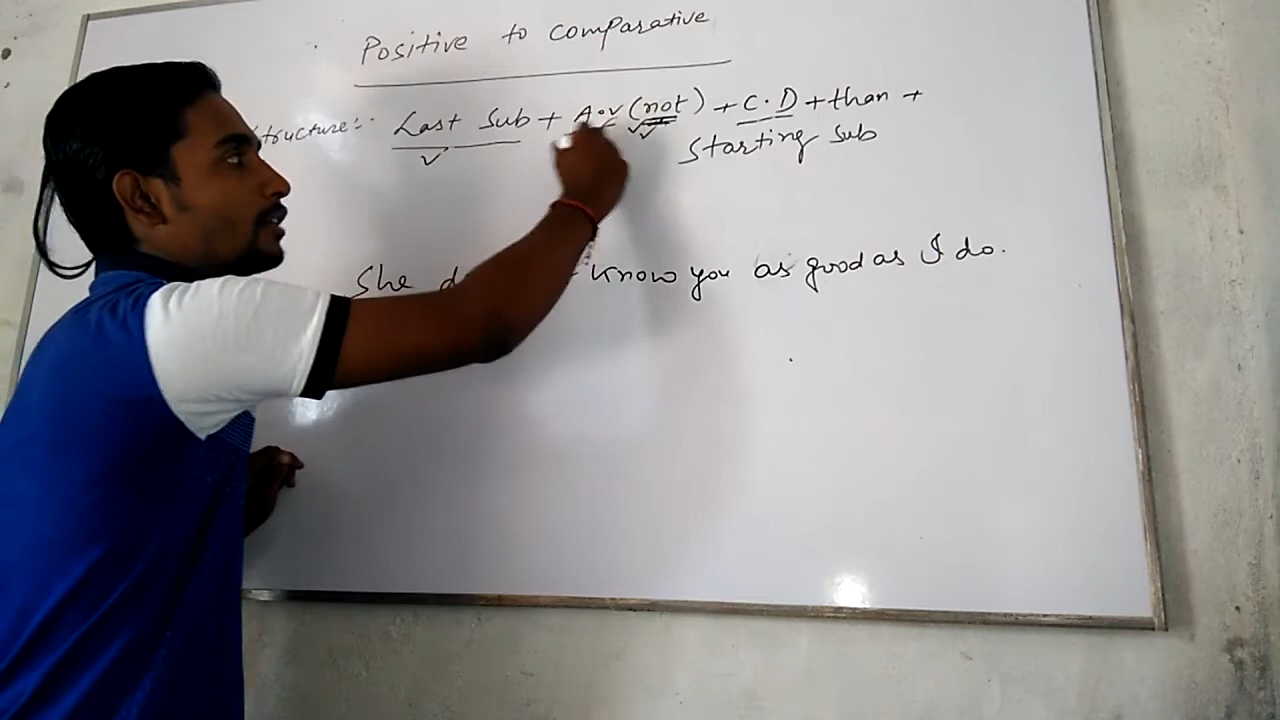 Positive to comparative
structure:- Last Sub + A.V (not) + C.D + than +
Starting Sub
She know you as good as I do.